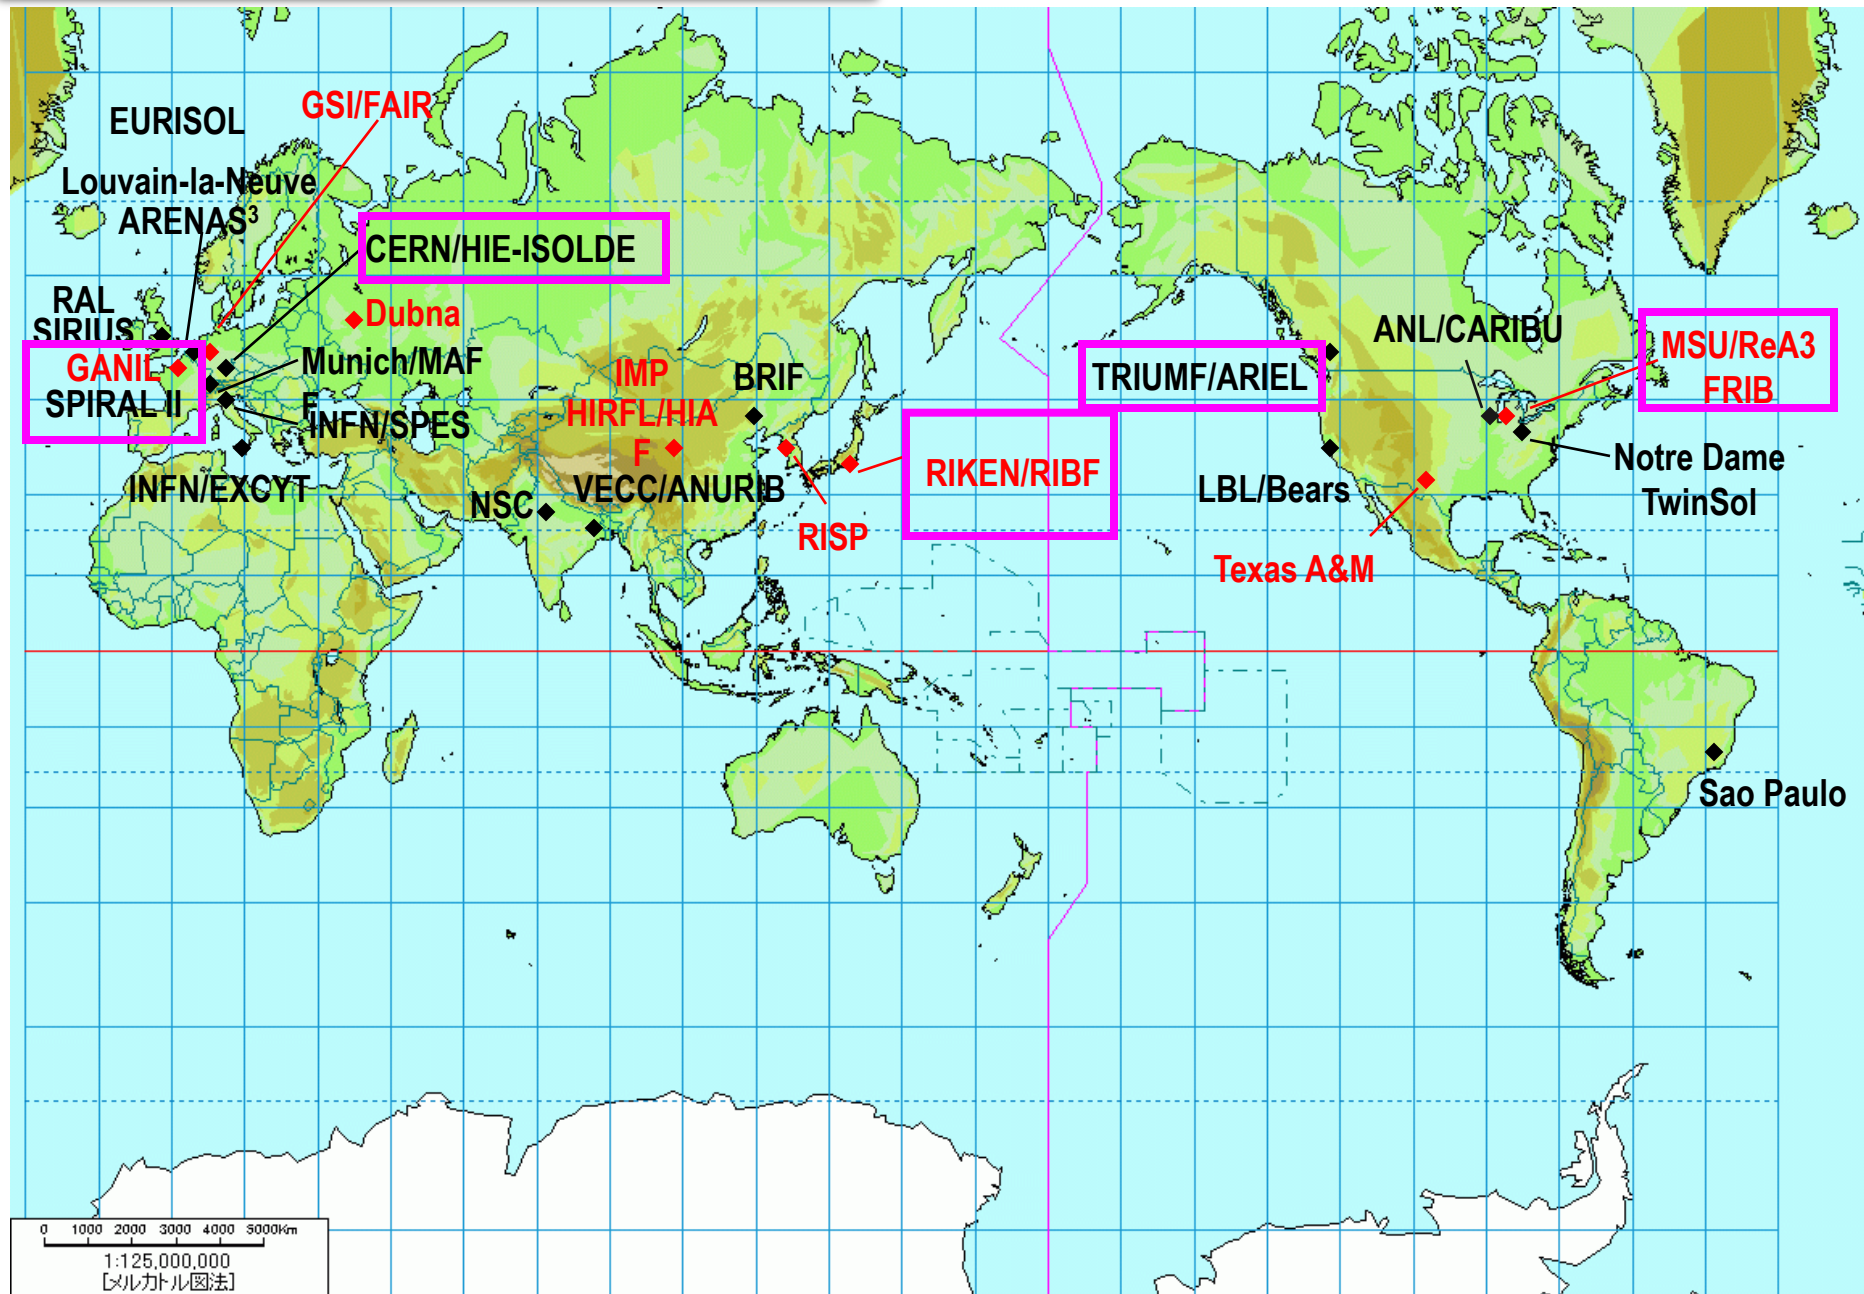 GSI/FAIR
EURISOL
Louvain-la-Neuve
ARENAS³
CERN/HIE-ISOLDE
RAL
SIRIUS
Dubna
GANIL
SPIRAL II
Munich/MAF
F
INFN/SPES
INFN/EXCYT
IMP
HIRFL/HIA
F
BRIF
NSC
VECC/ANURIB
RISP
RIKEN/RIBF
TRIUMF/ARIEL
ANL/CARIBU
MSU/ReA3
FRIB
LBL/Bears
Notre Dame
TwinSol
Texas A&M
Sao Paulo
0 1000 2000 3000 4000 5000Km
1:125,000,000
[メルカトル図法]